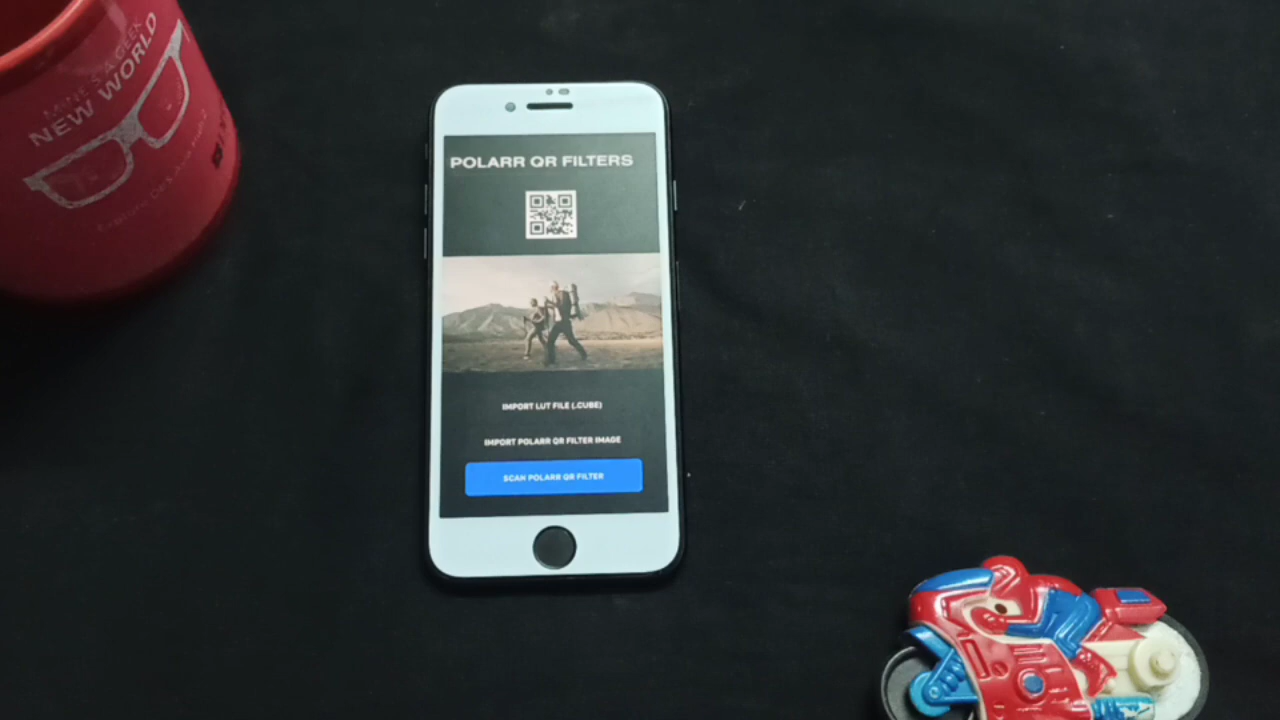 NEW WORLD
POLARR QR FILTERS
IMPORT LUT FILE (.CUBE)
IMPORT POLARR QR FILTER IMAGE
SCAN POLARR QR FILTER